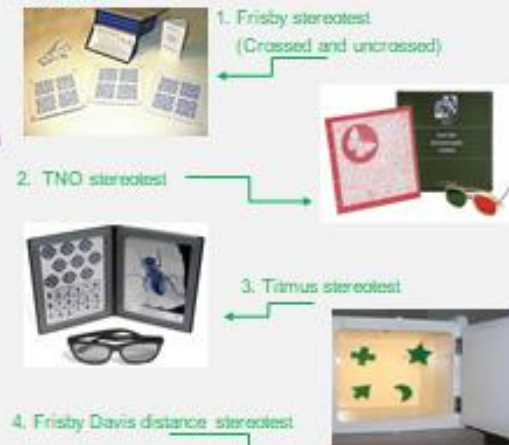 1. Frisby stereotest
(Crossed and uncrossed)
2. TNO stereotest
3. Titmus stereotest
4. Frisby Davis distance stereotest